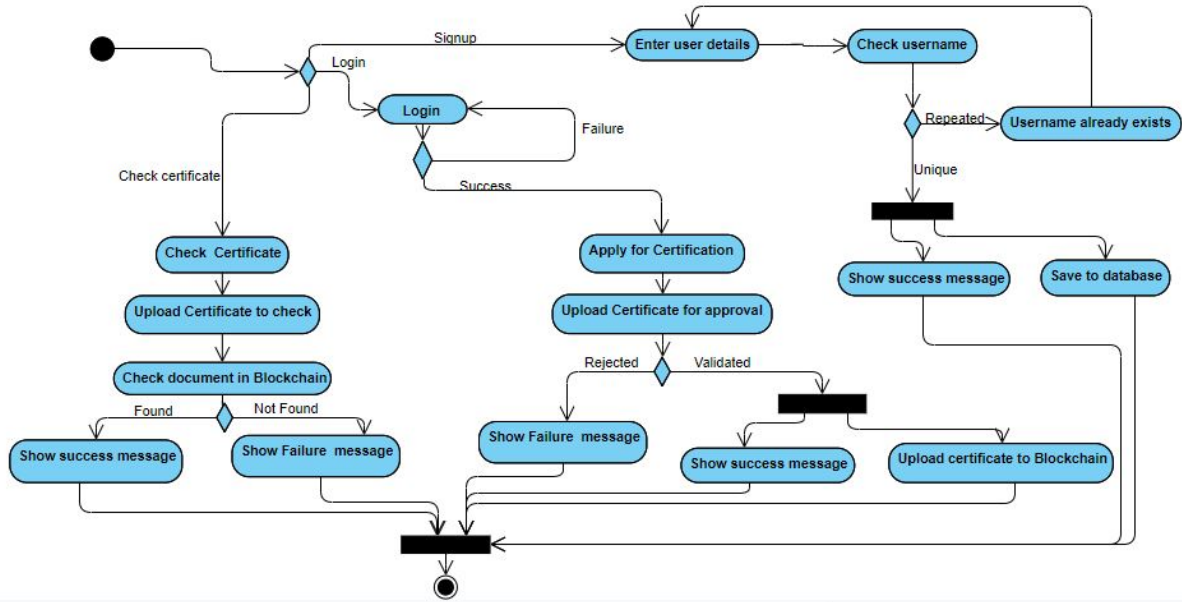 Signup
Enter user details
Check username
Login
Login
Failure
Repeated
Username already exists
Check certificate
Success
Unique
Check  Certificate
Apply for Certification
Show success message
Save to database
Upload Certificate to check
Upload Certificate for approval
Check document in Blockchain
Rejected
Validated
Found
Not Found
Show success message
Show Failure  message
Show Failure  message
Show success message
Upload certificate to Blockchain